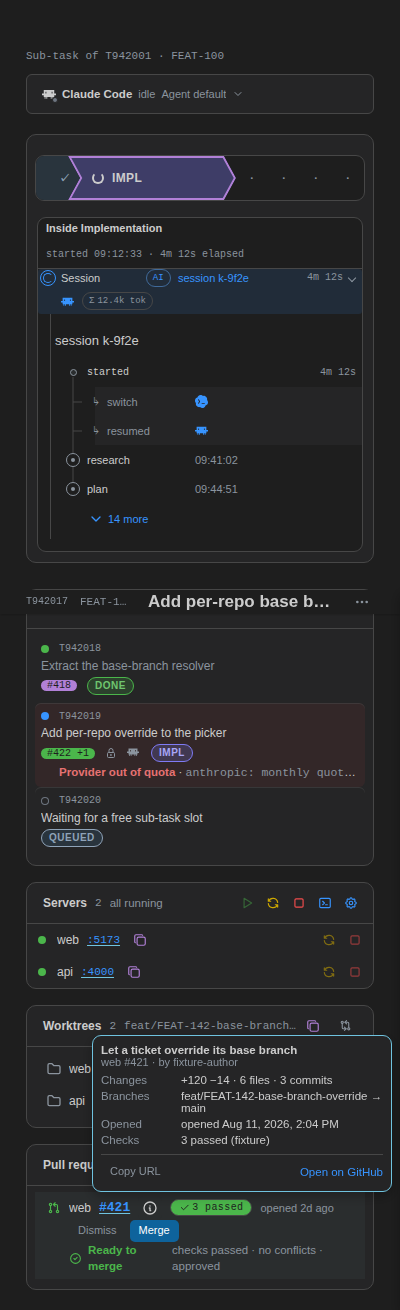 Sub-task of T942001 · FEAT-100
Claude Code idle Agent default
✓ IMPL · · · ·
Inside Implementation
started 09:12:33 · 4m 12s elapsed
Session AI session k-9f2e 4m 12s
Σ 12.4k tok
session k-9f2e
started 4m 12s
↳ switch
↳ resumed
research 09:41:02
plan 09:44:51
14 more
T942017 FEAT-1… Add per-repo base b… ···
T942018
Extract the base-branch resolver
#418 DONE
T942019
Add per-repo override to the picker
#422 +1 IMPL
Provider out of quota · anthropic: monthly quot…
T942020
Waiting for a free sub-task slot
QUEUED
Servers 2 all running
web :5173
api :4000
Worktrees 2 feat/FEAT-142-base-branch…
web
api
Let a ticket override its base branch
web #421 · by fixture-author
Changes +120 −14 · 6 files · 3 commits
Branches feat/FEAT-142-base-branch-override →
main
Opened opened Aug 11, 2026, 2:04 PM
Checks 3 passed (fixture)
Copy URL Open on GitHub
Pull requ
web #421 ✓ 3 passed opened 2d ago
Dismiss Merge
Ready to checks passed · no conflicts ·
merge approved